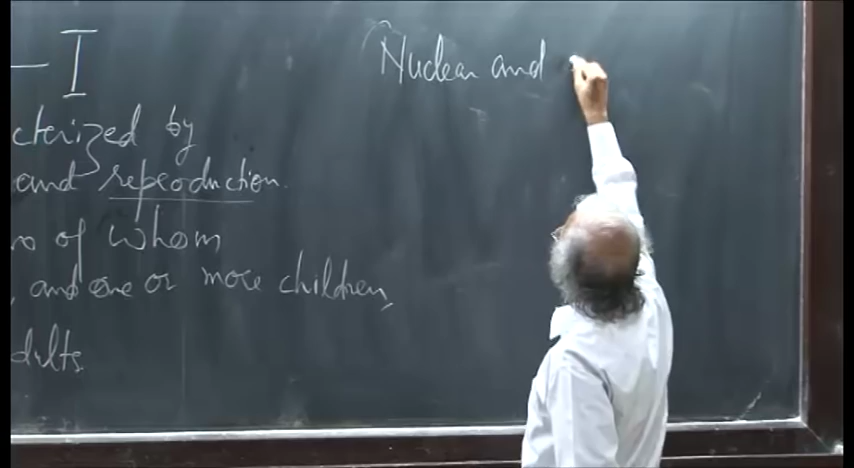 – I
cterized by
and reproduction.
of whom
, and one or more children,
dults.
Nuclear and